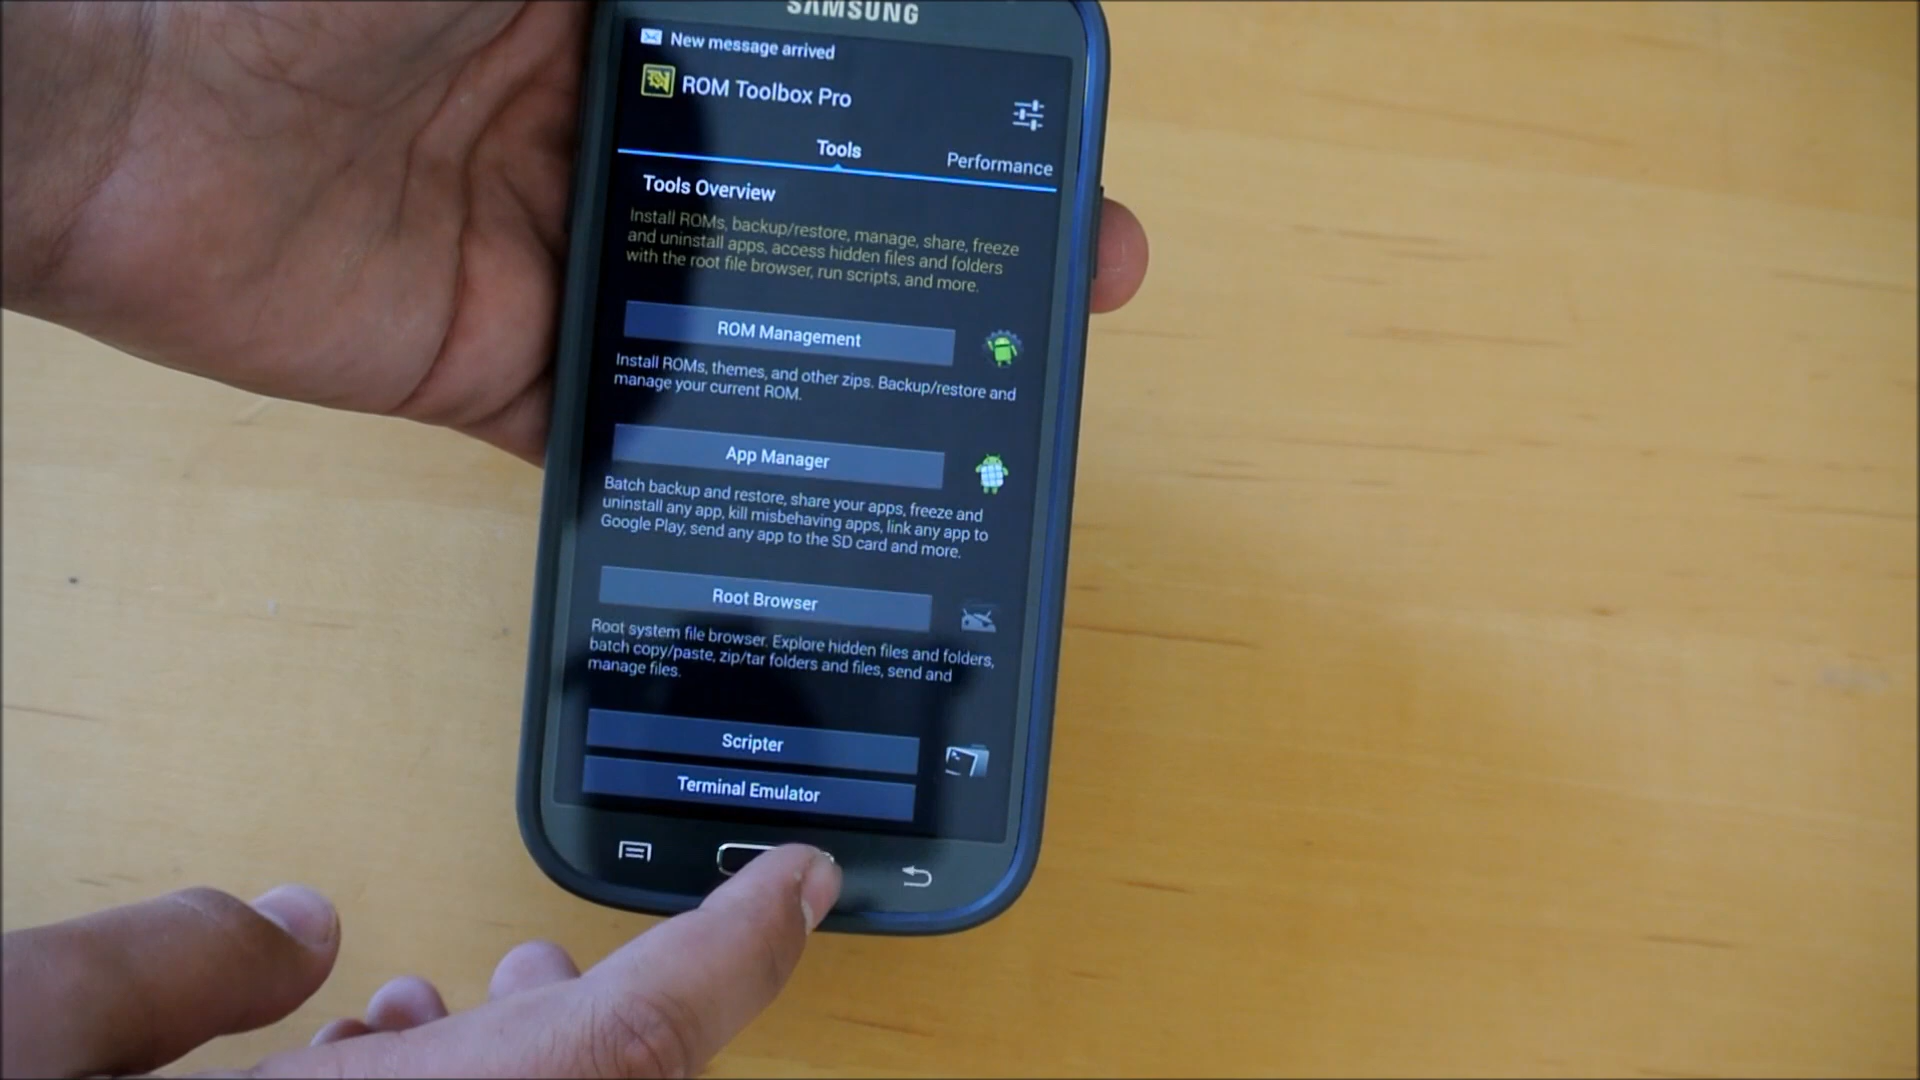 SAMSUNG
New message arrived
ROM Toolbox Pro
Tools
Performance
Tools Overview
Install ROMs, backup/restore, manage, share, freeze
and uninstall apps, access hidden files and folders
with the root file browser, run scripts, and more.
ROM Management
Install ROMs, themes, and other zips. Backup/restore and
manage your current ROM.
App Manager
Batch backup and restore, share your apps, freeze and
uninstall any app, kill misbehaving apps, link any app to
Google Play, send any app to the SD card and more.
Root Browser
Root system file browser. Explore hidden files and folders,
batch copy/paste, zip/tar folders and files, send and
manage files.
Scripter
Terminal Emulator